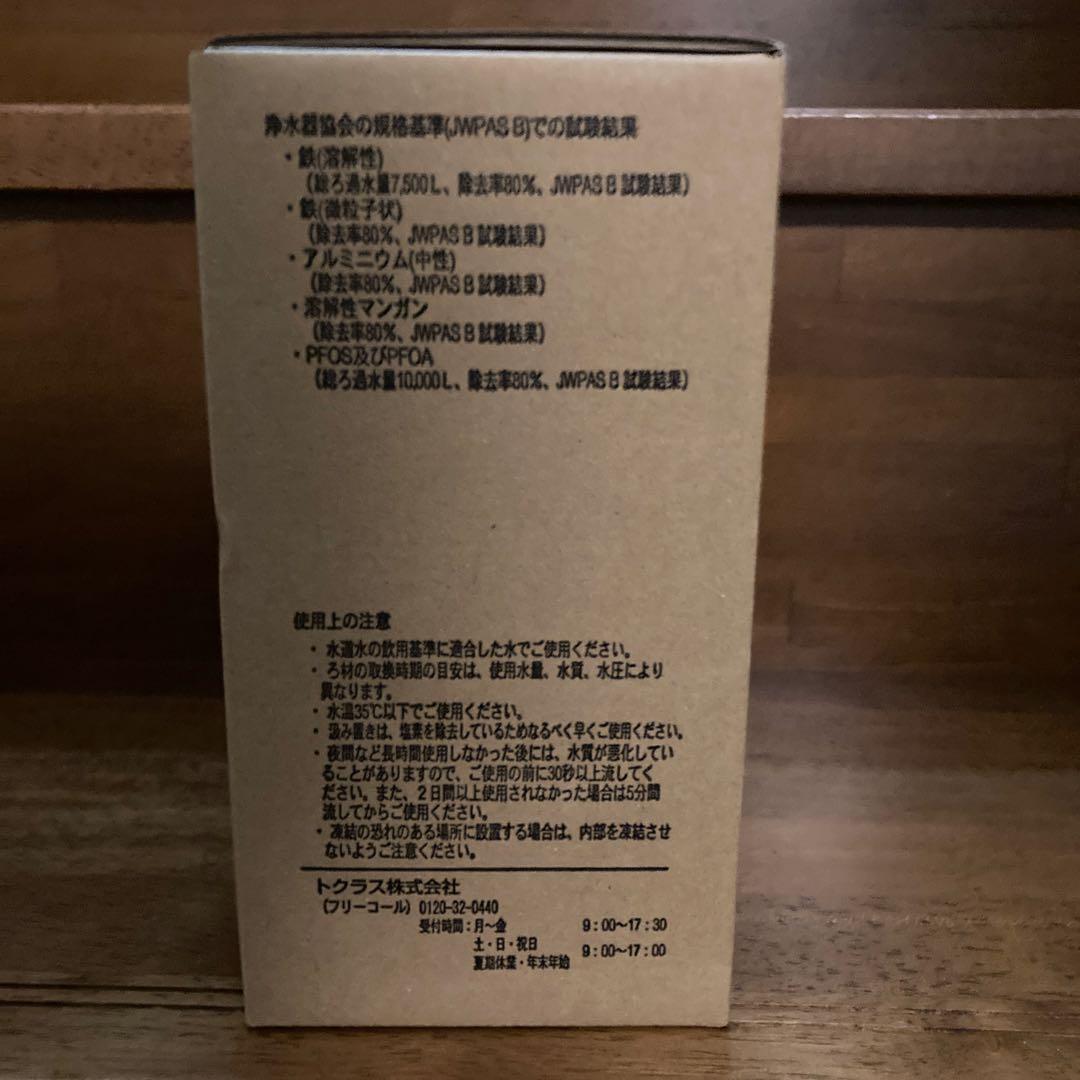 浄水器協会の規格基準(JWPAS B)での試験結果
・鉄(溶解性)
(総ろ過水量7,500L、除去率80%、JWPAS B 試験結果)
・鉄(微粒子状)
(除去率80%、JWPAS B 試験結果)
・アルミニウム(中性)
(除去率80%、JWPAS B 試験結果)
・溶解性マンガン
(除去率80%、JWPAS B 試験結果)
・PFOS及びPFOA
(総ろ過水量10,000L、除去率80%、JWPAS B 試験結果)
使用上の注意
・水道水の飲用基準に適合した水でご使用ください。
・ろ材の取換時期の目安は、使用水量、水質、水圧により
異なります。
・水温35℃以下でご使用ください。
・汲み置きは、塩素を除去しているためなるべく早くご使用ください。
・夜間など長時間使用しなかった後には、水質が悪化してい
ることがありますので、ご使用の前に30秒以上流してく
ださい。また、2日間以上使用されなかった場合は5分間
流してからご使用ください。
・凍結の恐れのある場所に設置する場合は、内部を凍結させ
ないようご注意ください。
トクラス株式会社
(フリーコール) 0120-32-0440
受付時間：月～金 9：00～17：30
土・日・祝日
夏期休業・年末年始 9：00～17：00